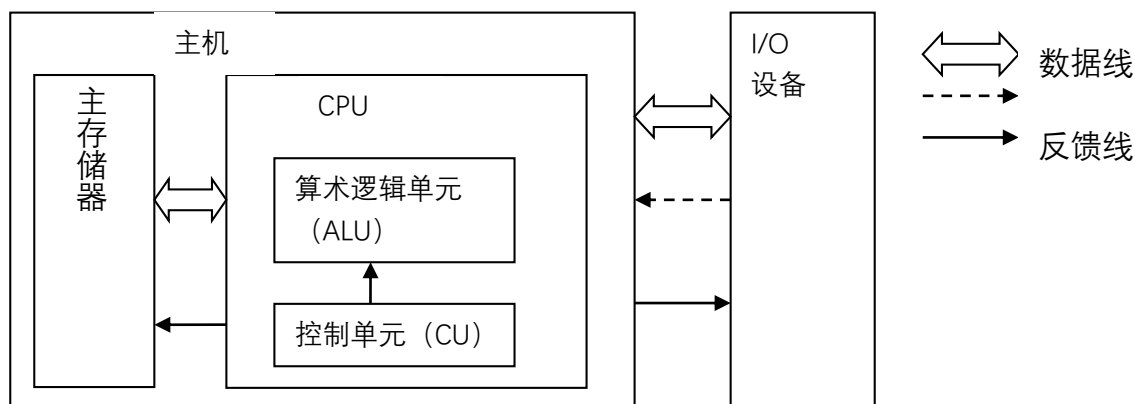 主机
主存储器
CPU
算术逻辑单元
（ALU）
控制单元（CU）
I/O
设备
数据线
反馈线